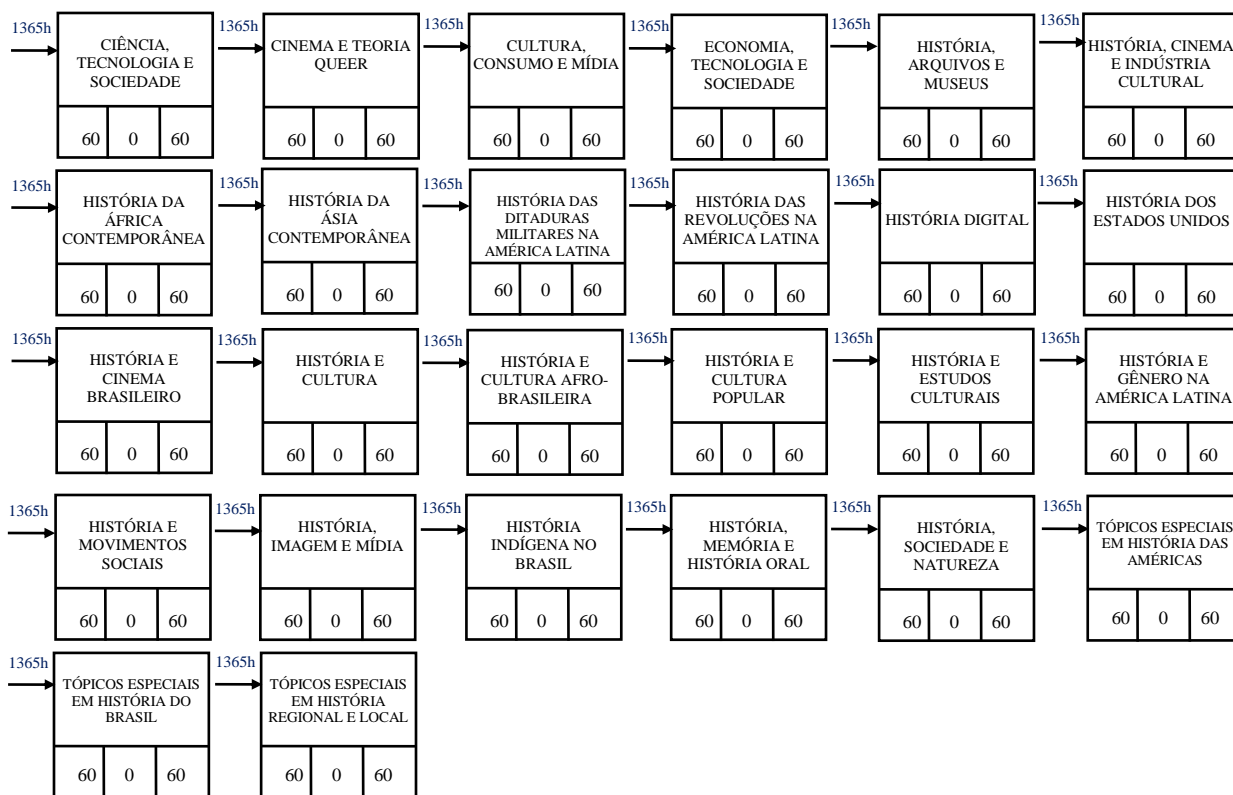 1365h
CIÊNCIA,
TECNOLOGIA E
SOCIEDADE
60 0 60
1365h
CINEMA E TEORIA
QUEER
60 0 60
1365h
CULTURA,
CONSUMO E MÍDIA
60 0 60
1365h
ECONOMIA,
TECNOLOGIA E
SOCIEDADE
60 0 60
1365h
HISTÓRIA,
ARQUIVOS E
MUSEUS
60 0 60
1365h
HISTÓRIA, CINEMA
E INDÚSTRIA
CULTURAL
60 0 60
1365h
HISTÓRIA DA
ÁFRICA
CONTEMPORÂNEA
60 0 60
1365h
HISTÓRIA DA
ÁSIA
CONTEMPORÂNEA
60 0 60
1365h
HISTÓRIA DAS
DITADURAS
MILITARES NA
AMÉRICA LATINA
60 0 60
1365h
HISTÓRIA DAS
REVOLUÇÕES NA
AMÉRICA LATINA
60 0 60
1365h
HISTÓRIA DIGITAL
60 0 60
1365h
HISTÓRIA DOS
ESTADOS UNIDOS
60 0 60
1365h
HISTÓRIA E
CINEMA
BRASILEIRO
60 0 60
1365h
HISTÓRIA E
CULTURA
60 0 60
1365h
HISTÓRIA E
CULTURA AFRO-
BRASILEIRA
60 0 60
1365h
HISTÓRIA E
CULTURA
POPULAR
60 0 60
1365h
HISTÓRIA E
ESTUDOS
CULTURAIS
60 0 60
1365h
HISTÓRIA E
GÊNERO NA
AMÉRICA LATINA
60 0 60
1365h
HISTÓRIA E
MOVIMENTOS
SOCIAIS
60 0 60
1365h
HISTÓRIA,
IMAGEM E MÍDIA
60 0 60
1365h
HISTÓRIA
INDÍGENA NO
BRASIL
60 0 60
1365h
HISTÓRIA,
MEMÓRIA E
HISTÓRIA ORAL
60 0 60
1365h
HISTÓRIA,
SOCIEDADE E
NATUREZA
60 0 60
1365h
TÓPICOS ESPECIAIS
EM HISTÓRIA DAS
AMÉRICAS
60 0 60
1365h
TÓPICOS ESPECIAIS
EM HISTÓRIA DO
BRASIL
60 0 60
1365h
TÓPICOS ESPECIAIS
EM HISTÓRIA
REGIONAL E LOCAL
60 0 60